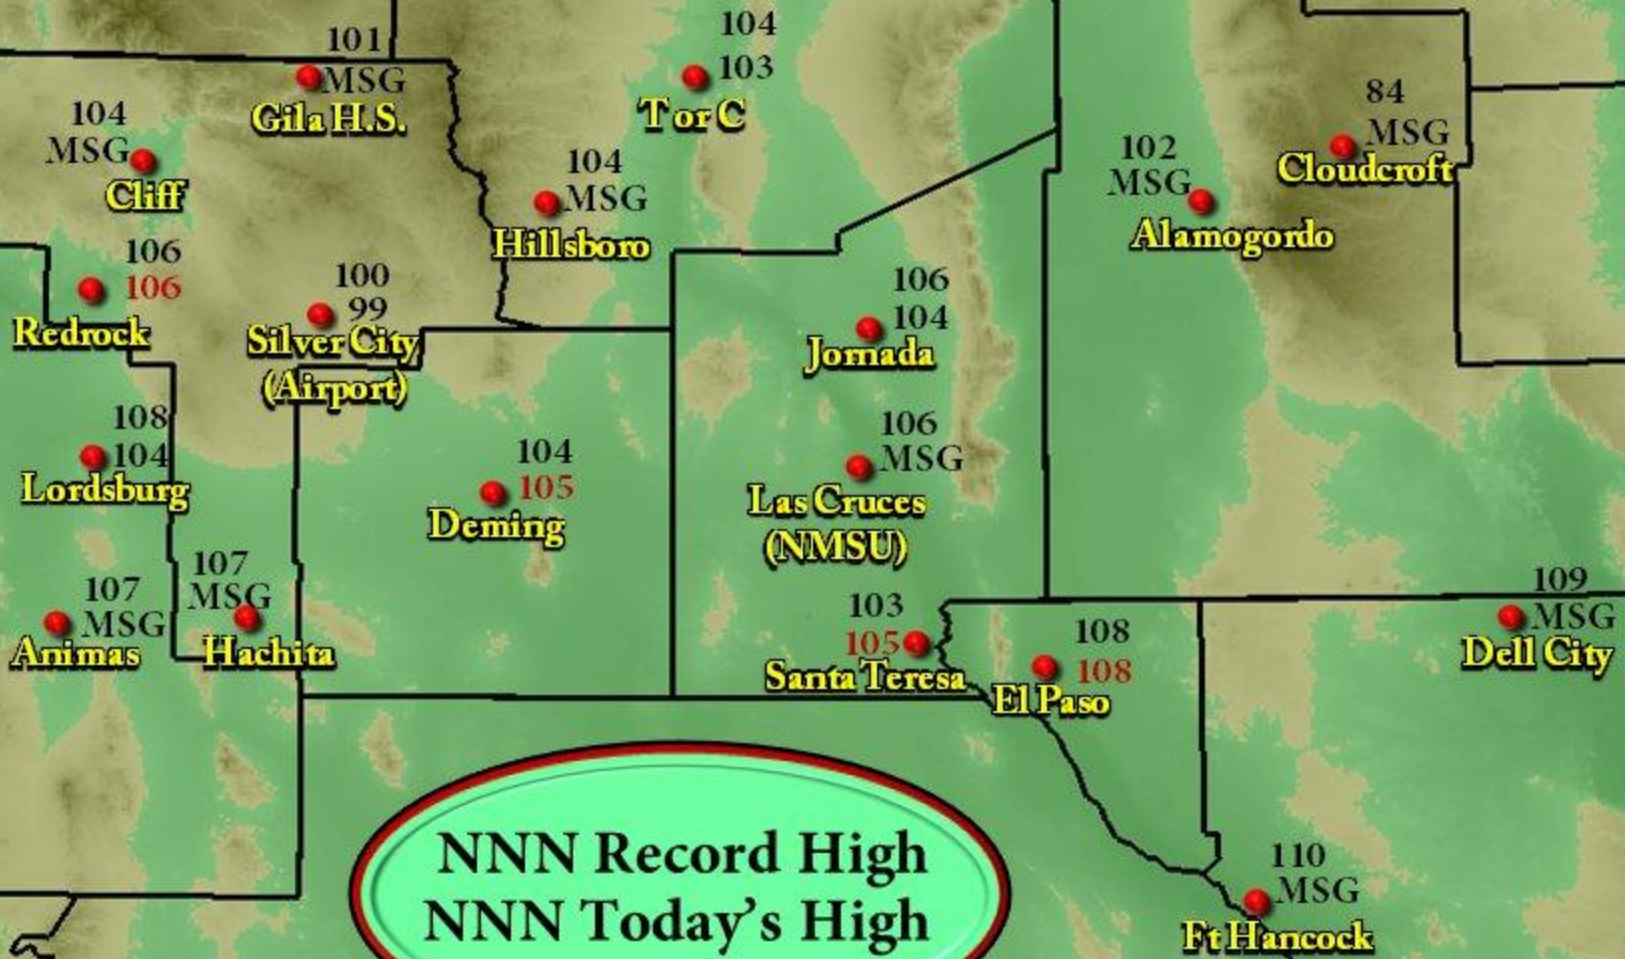 104
103
T or C
101
MSG
Gila H.S.
84
MSG
Cloudcroft
104
MSG
Cliff
102
MSG
Alamogordo
104
MSG
Hillsboro
106
106
Redrock
100
99
Silver City
(Airport)
106
104
Jornada
108
104
Lordsburg
104
105
Deming
106
MSG
Las Cruces
(NMSU)
107
MSG
Animas
107
MSG
Hachita
103
105
Santa Teresa
108
108
El Paso
109
MSG
Dell City
110
MSG
Ft Hancock
NNN Record High
NNN Today's High